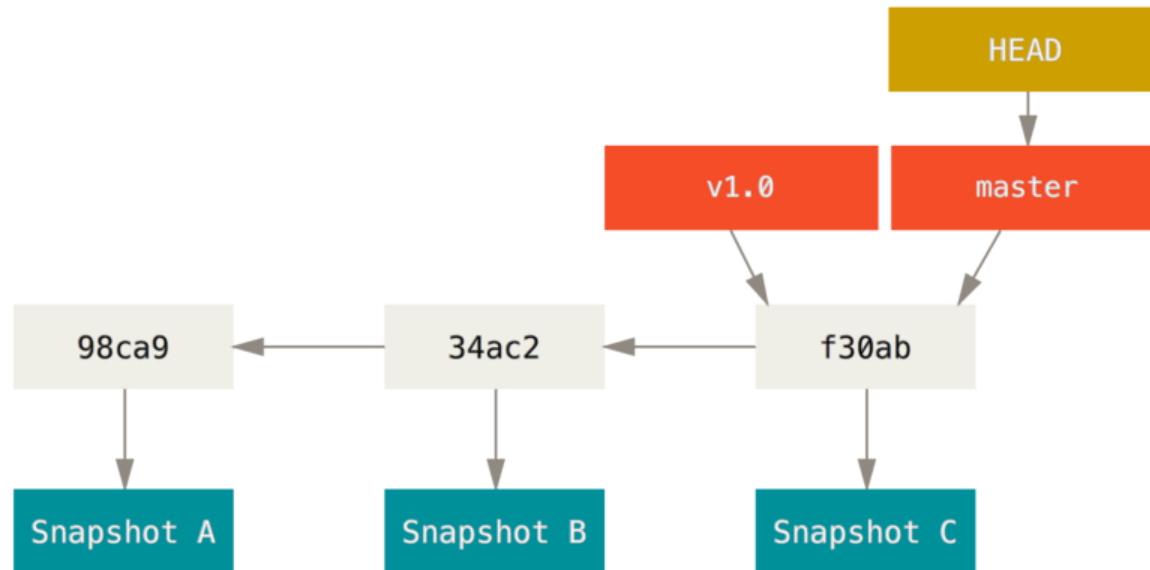 HEAD
v1.0
master
98ca9
34ac2
f30ab
Snapshot A
Snapshot B
Snapshot C